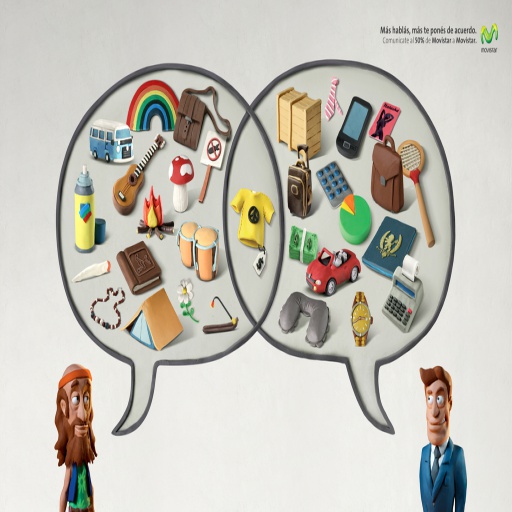 Más hablás, más te ponés de acuerdo.
Comunicate al 50% de Movistar a Movistar.
movistar